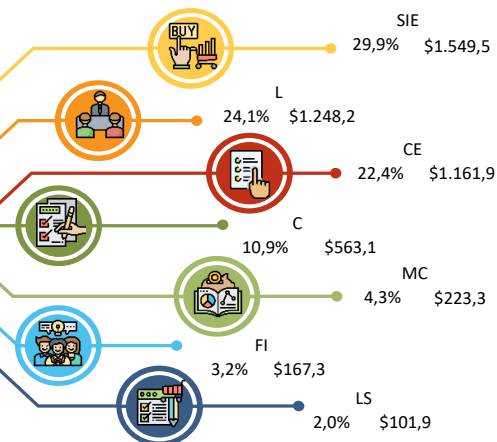 BUY
SIE
29,9% $1.549,5
L
24,1% $1.248,2
CE
22,4% $1.161,9
C
10,9% $563,1
MC
4,3% $223,3
FI
3,2% $167,3
LS
2,0% $101,9